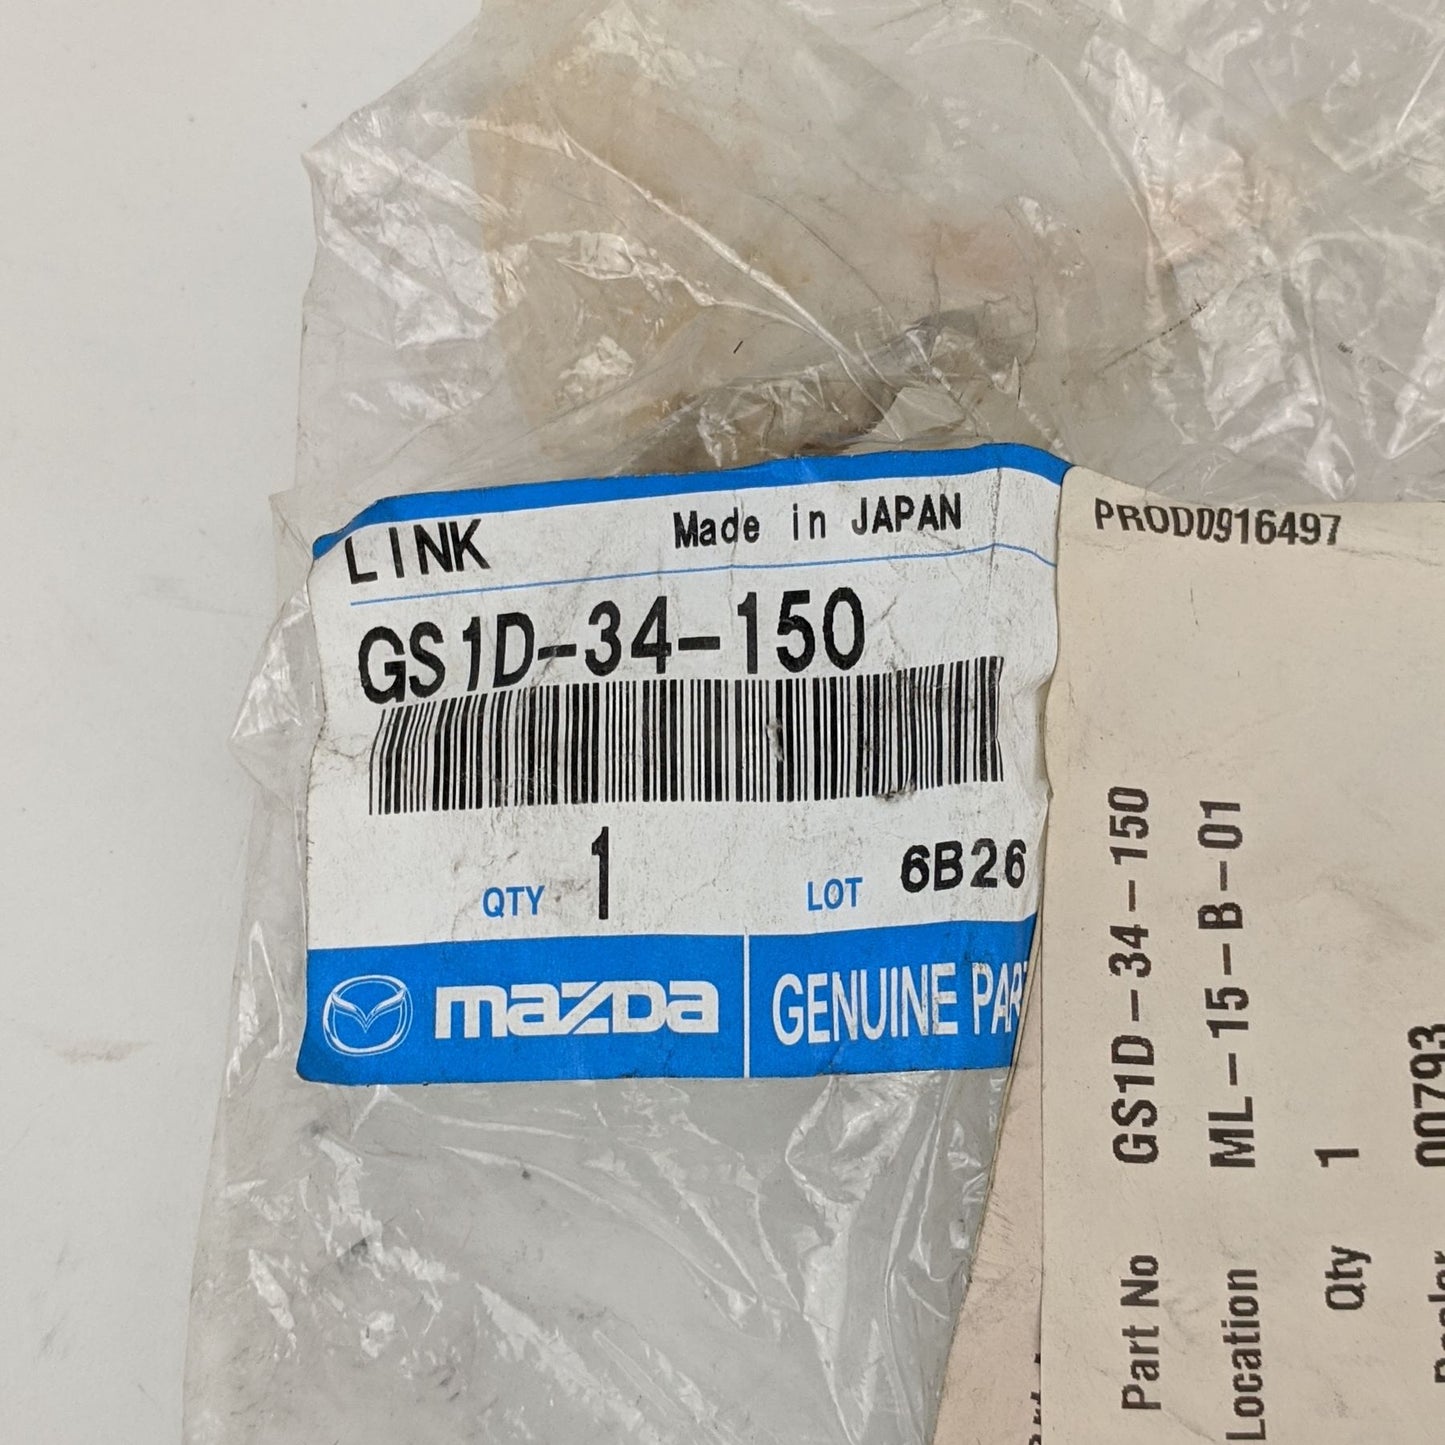 LINK Made in JAPAN
GS1D-34-150
QTY 1 LOT 6B26
mazda GENUINE PAR
PROD0916497
Part No GS1D-34-150
Location ML-15-B-01
Qty 1
00793